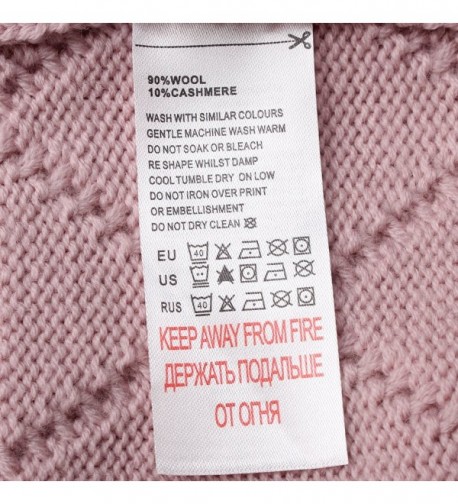 90%WOOL
10%CASHMERE
WASH WITH SIMILAR COLOURS
GENTLE MACHINE WASH WARM
DO NOT SOAK OR BLEACH
RE SHAPE WHILST DAMP
COOL TUMBLE DRY ON LOW
DO NOT IRON OVER PRINT
OR EMBELLISHMENT
DO NOT DRY CLEAN
EU 40
US
RUS 40
KEEP AWAY FROM FIRE
ДЕРЖАТЬ ПОДАЛЬШЕ
ОТ ОГНЯ